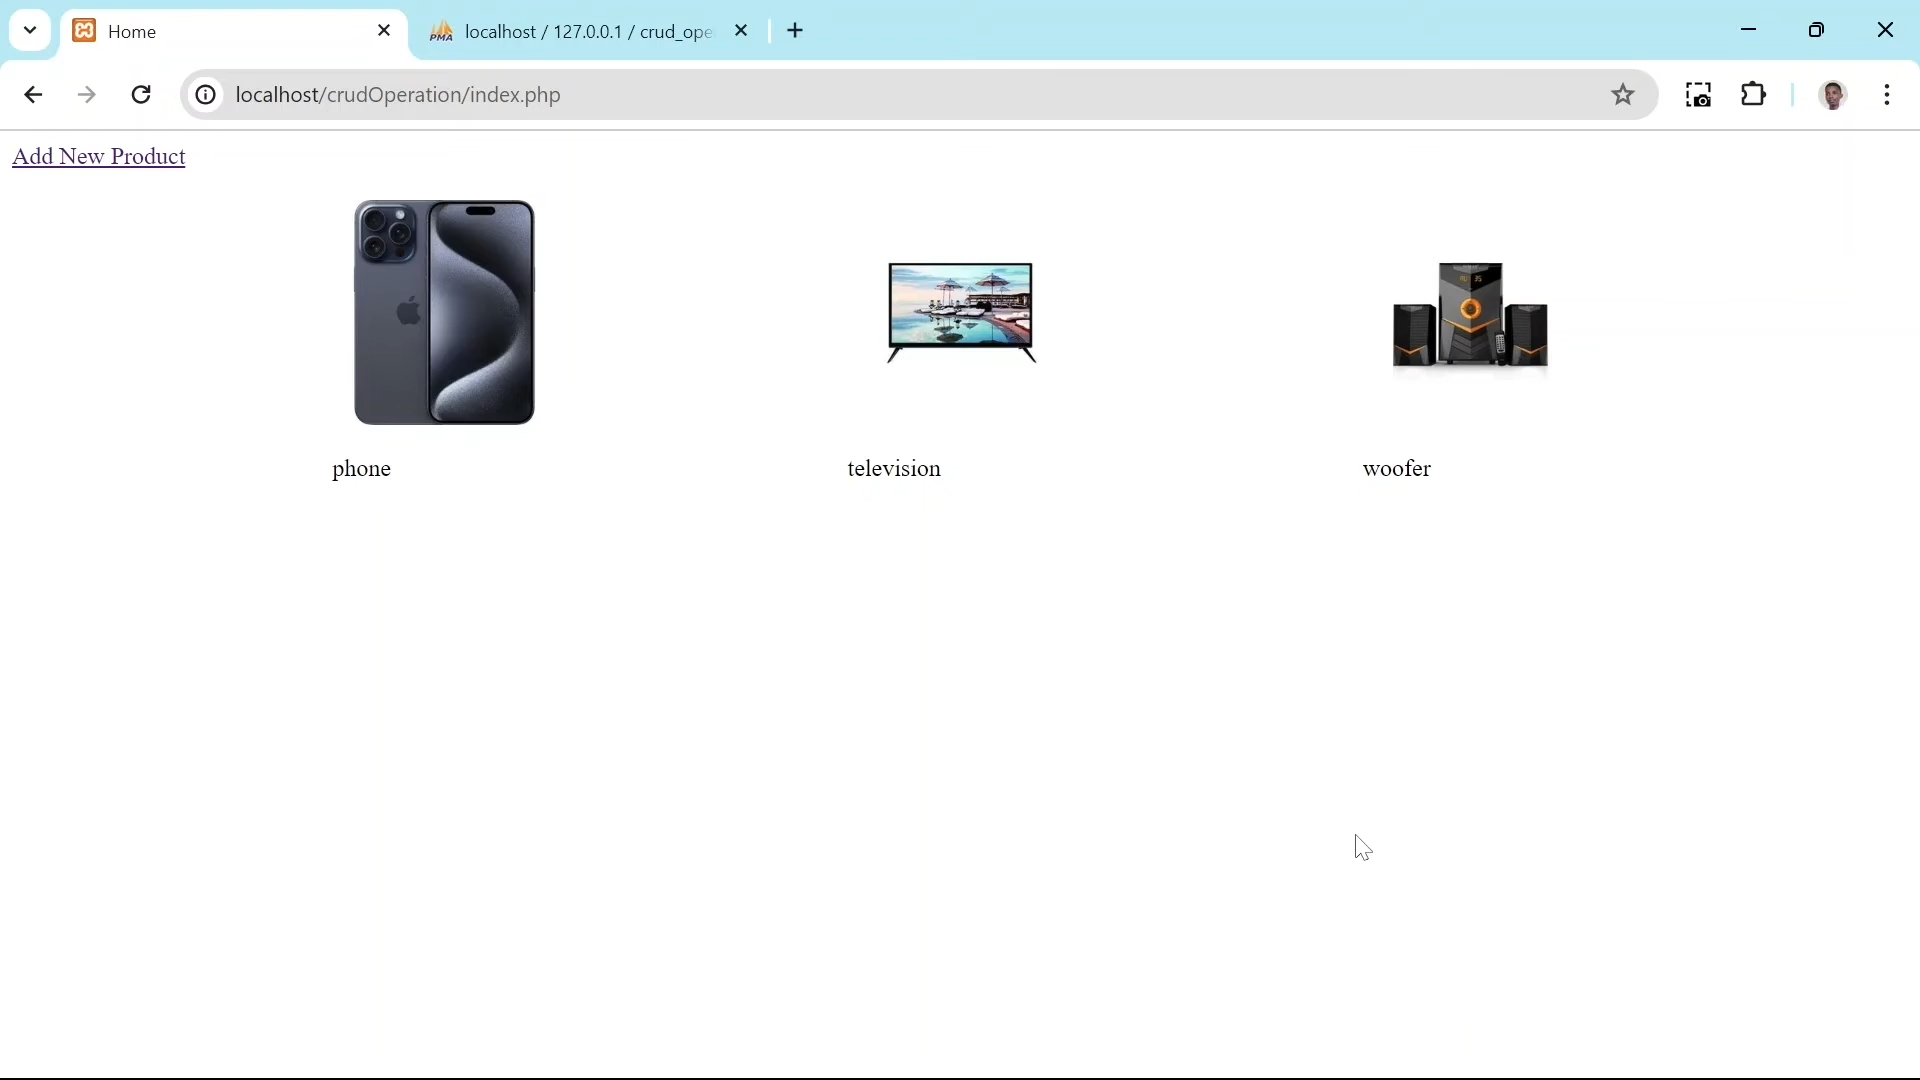 Home
localhost / 127.0.0.1 / crud_ope
localhost/crudOperation/index.php
Add New Product
phone
television
woofer